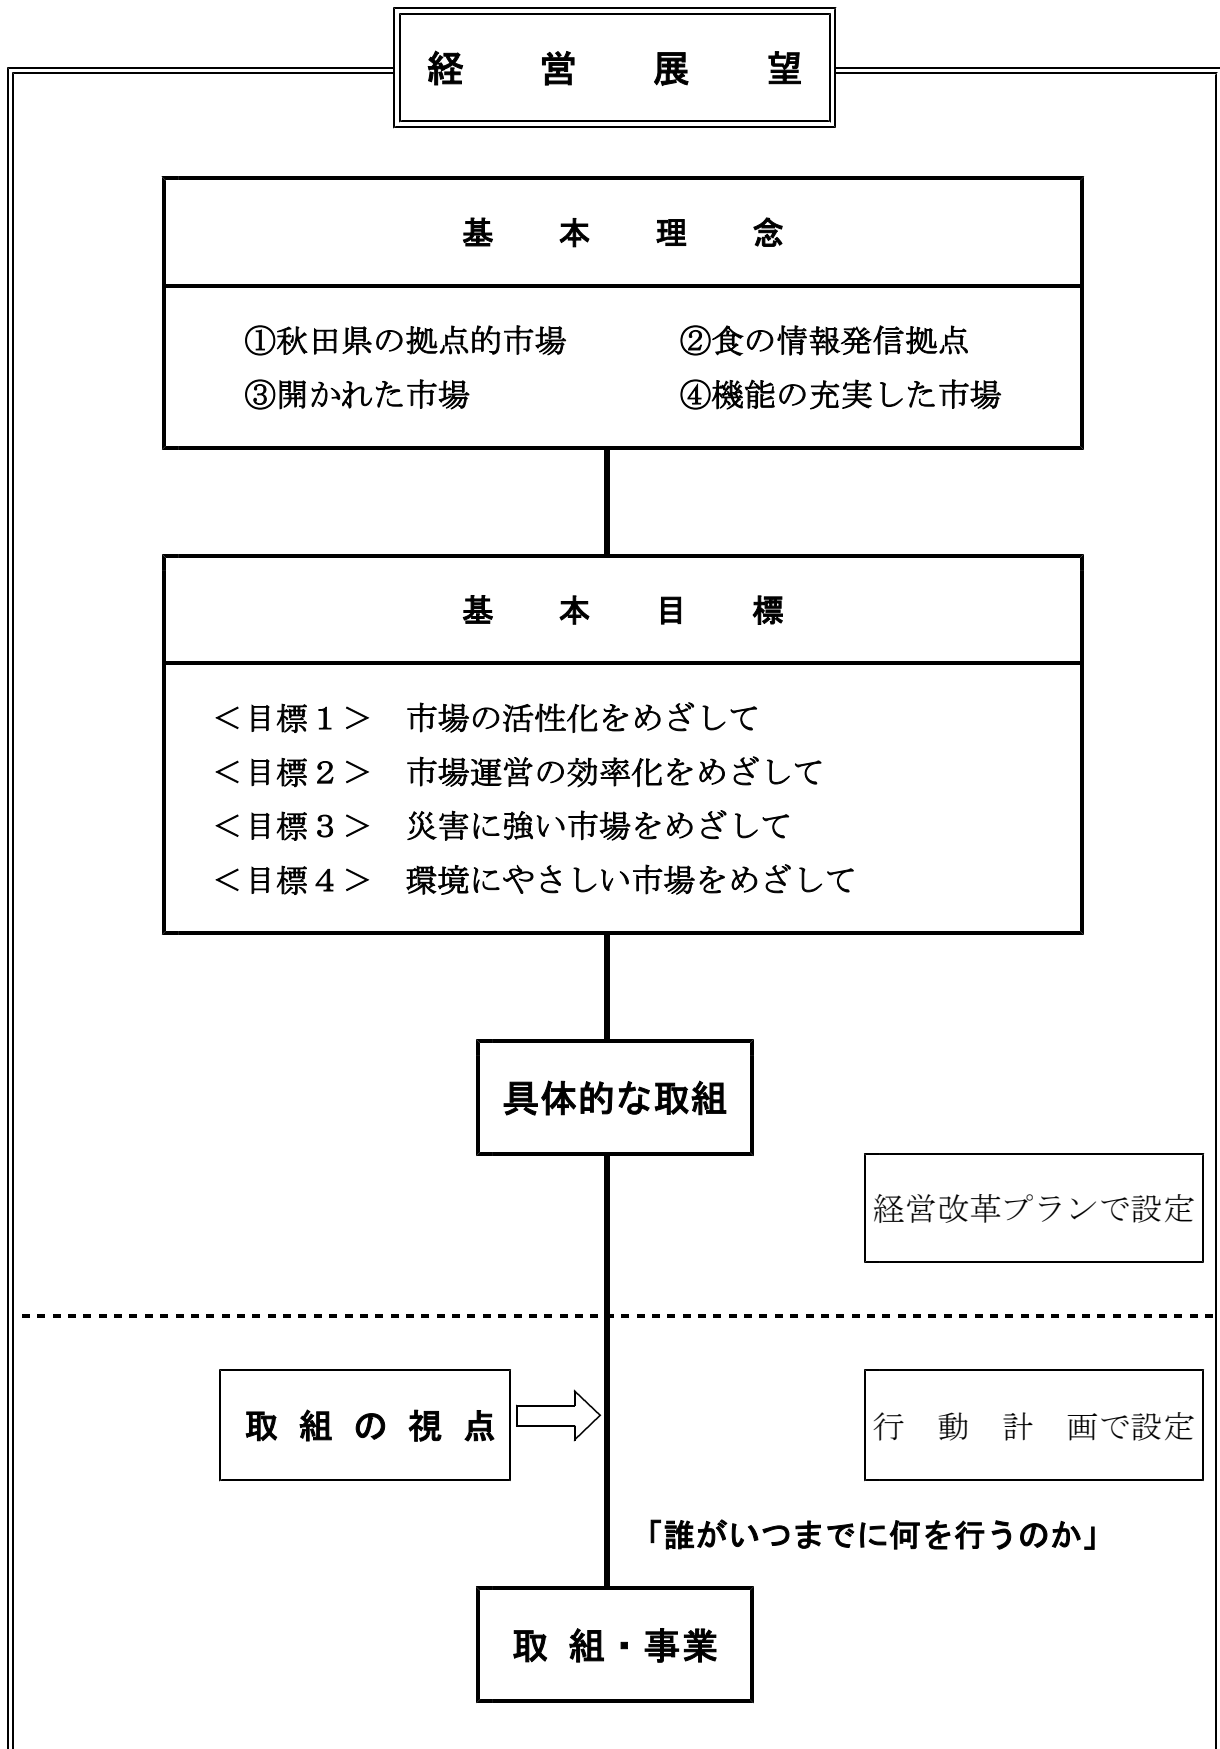 経　営　展　望
基　本　理　念
①秋田県の拠点的市場　②食の情報発信拠点
③開かれた市場　④機能の充実した市場
基　本　目　標
＜目標１＞　市場の活性化をめざして
＜目標２＞　市場運営の効率化をめざして
＜目標３＞　災害に強い市場をめざして
＜目標４＞　環境にやさしい市場をめざして
具体的な取組
経営改革プランで設定
取 組 の 視 点
行　動　計　画で設定
「誰がいつまでに何を行うのか」
取 組・事業